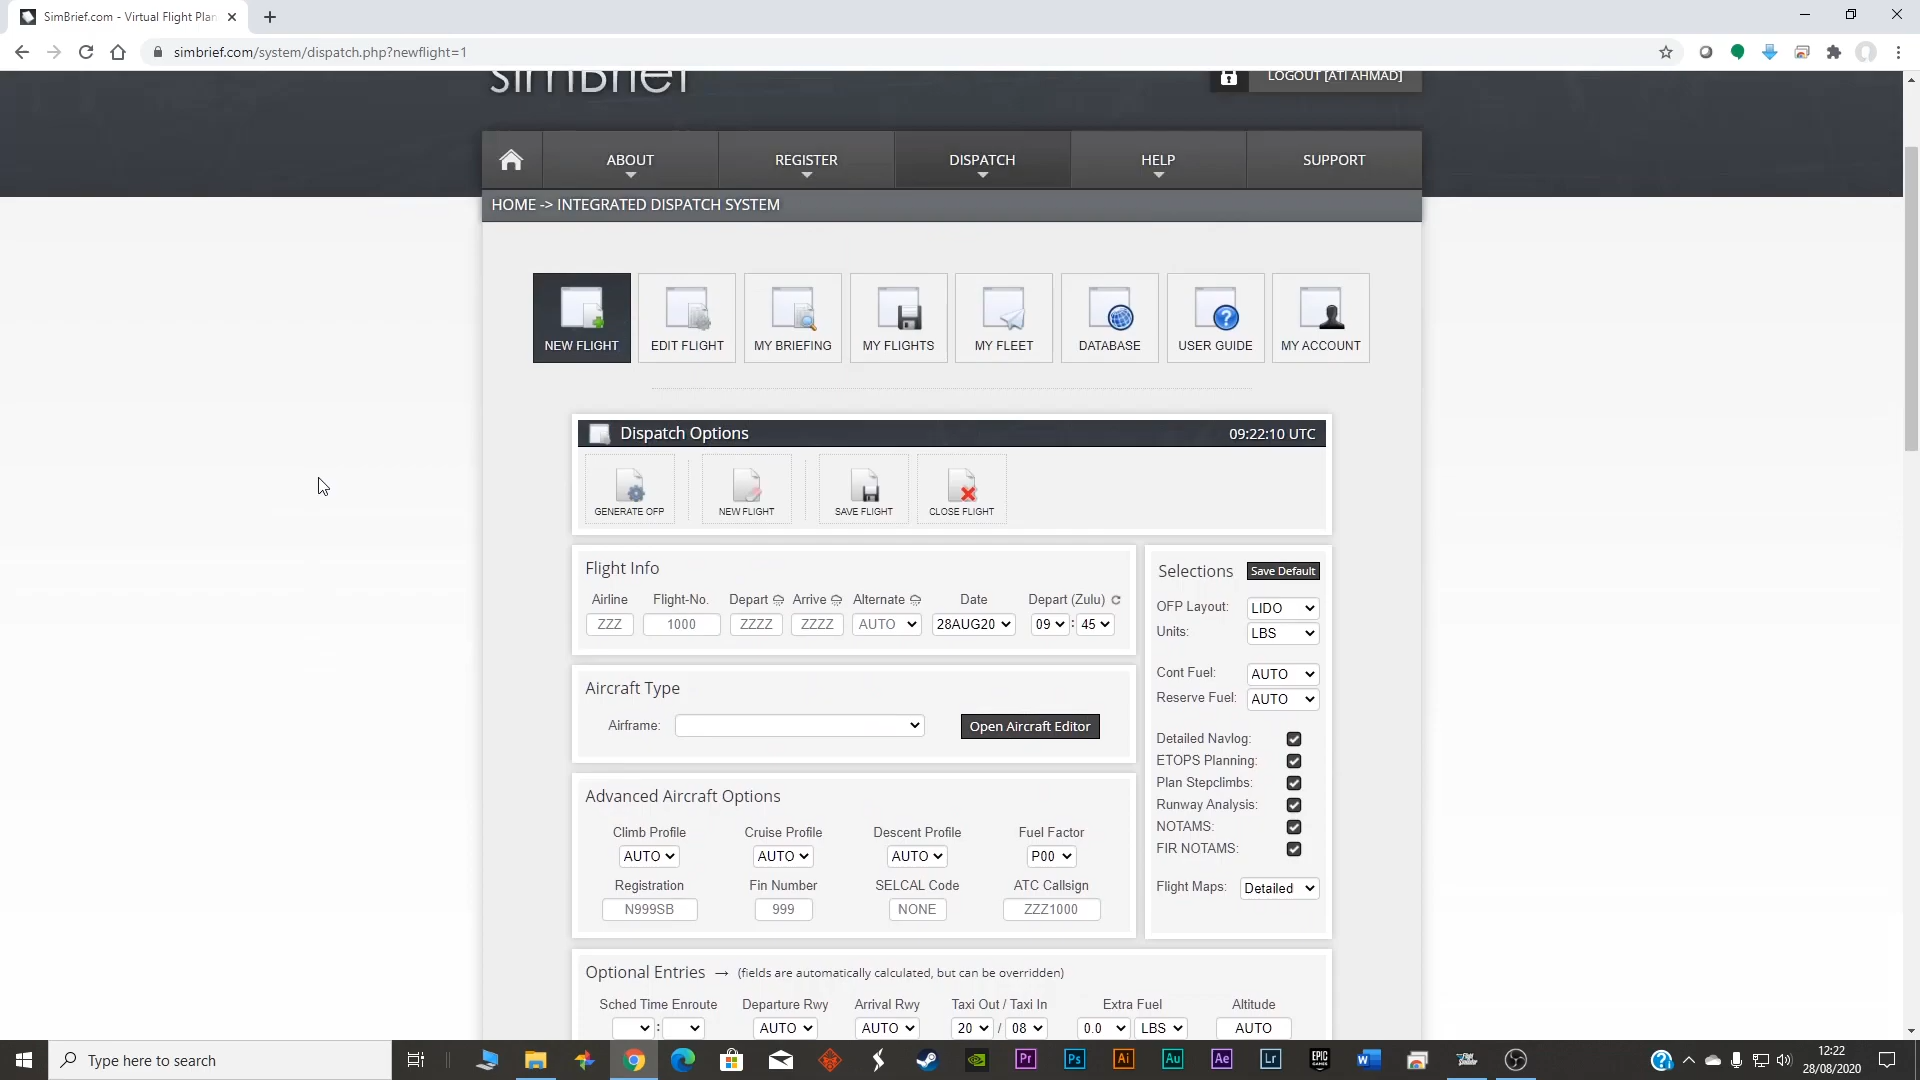 SimBrief.com - Virtual Flight Plan
simbrief.com/system/dispatch.php?newflight=1
simBrief
LOGOUT [ATI AHMAD]
ABOUT REGISTER DISPATCH HELP SUPPORT
HOME -> INTEGRATED DISPATCH SYSTEM
NEW FLIGHT EDIT FLIGHT MY BRIEFING MY FLIGHTS MY FLEET DATABASE USER GUIDE MY ACCOUNT
Dispatch Options 09:22:10 UTC
GENERATE OFP NEW FLIGHT SAVE FLIGHT CLOSE FLIGHT
Flight Info
Airline Flight-No. Depart Arrive Alternate Date Depart (Zulu)
ZZZ 1000 ZZZZ ZZZZ AUTO 28AUG20 09 : 45
Aircraft Type
Airframe: Open Aircraft Editor
Advanced Aircraft Options
Climb Profile Cruise Profile Descent Profile Fuel Factor
AUTO AUTO AUTO P00
Registration Fin Number SELCAL Code ATC Callsign
N999SB 999 NONE ZZZ1000
Selections Save Default
OFP Layout: LIDO
Units: LBS
Cont Fuel: AUTO
Reserve Fuel: AUTO
Detailed Navlog:
ETOPS Planning:
Plan Stepclimbs:
Runway Analysis:
NOTAMS:
FIR NOTAMS:
Flight Maps: Detailed
Optional Entries → (fields are automatically calculated, but can be overridden)
Sched Time Enroute Departure Rwy Arrival Rwy Taxi Out / Taxi In Extra Fuel Altitude
: AUTO AUTO 20 / 08 0.0 LBS AUTO
Type here to search
Pr Ps Ai Au Ae Lr EPIC GAMES W
12:22
28/08/2020